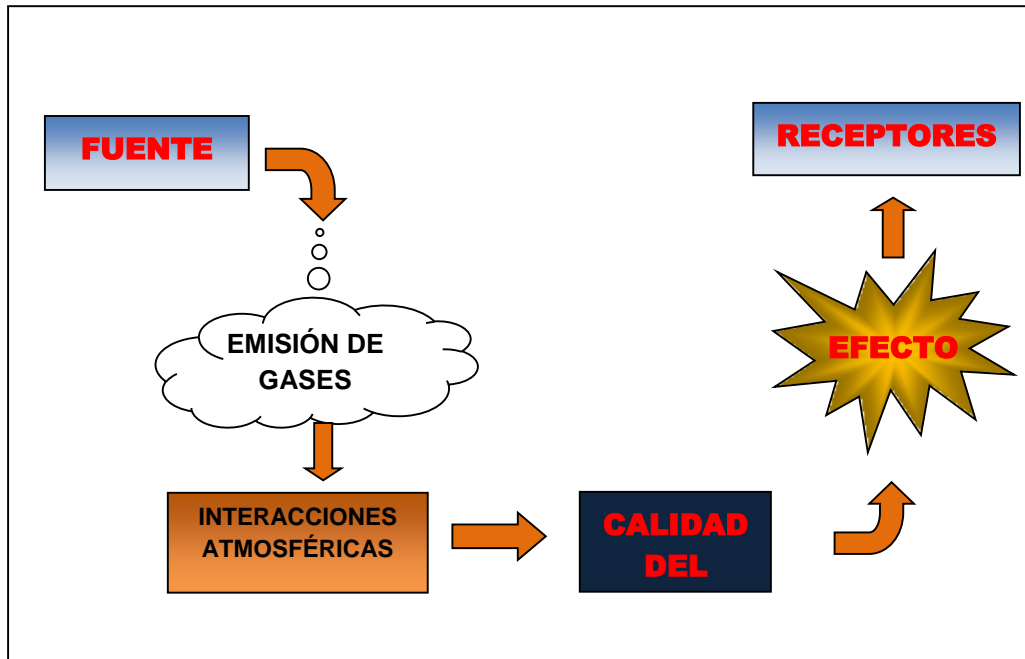 FUENTE
RECEPTORES
EMISIÓN DE
GASES
EFECTO
INTERACCIONES
ATMOSFÉRICAS
CALIDAD
DEL